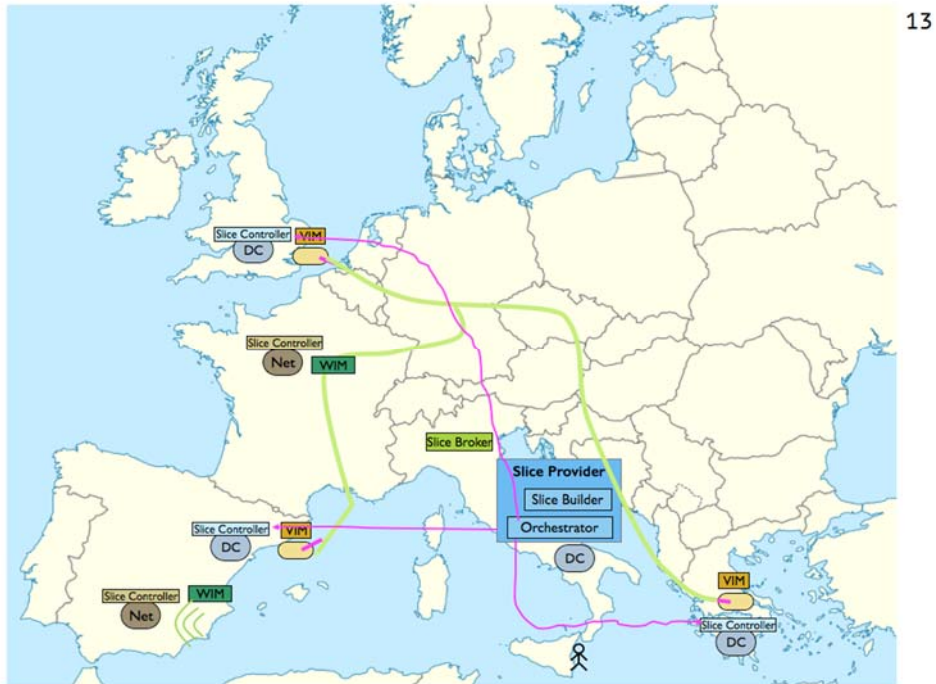 13
Slice Controller
VIM
DC
Slice Controller
Net
WIM
Slice Broker
Slice Provider
Slice Builder
Orchestrator
Slice Controller
VIM
DC
DC
VIM
Slice Controller
WIM
Net
Slice Controller
DC